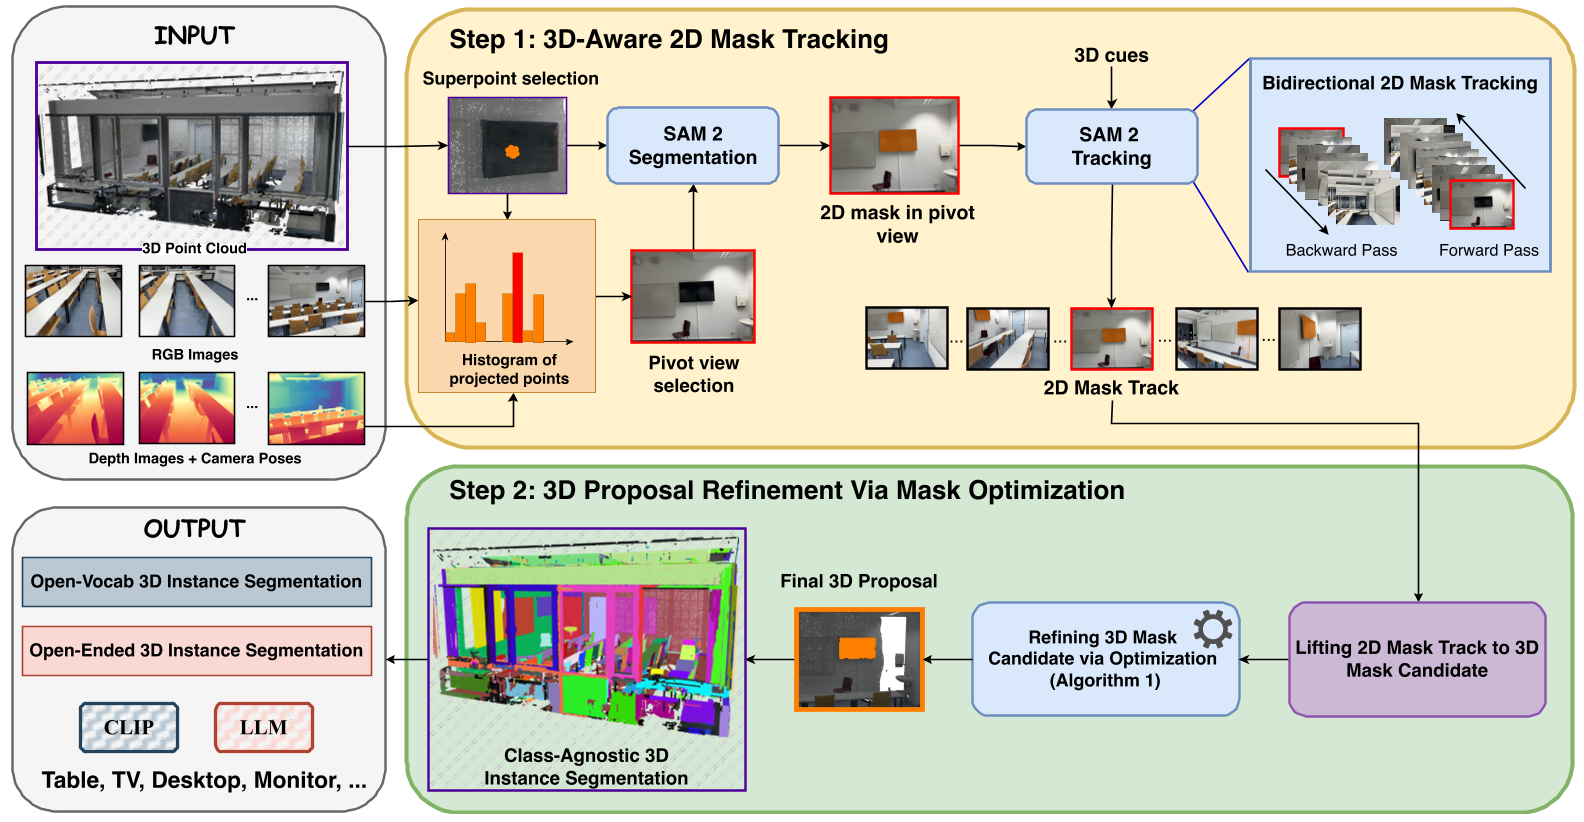 INPUT
3D Point Cloud
...
RGB Images
...
Depth Images + Camera Poses
Step 1: 3D-Aware 2D Mask Tracking
Superpoint selection
SAM 2
Segmentation
Histogram of
projected points
Pivot view
selection
2D mask in pivot
view
3D cues
SAM 2
Tracking
Bidirectional 2D Mask Tracking
Backward Pass
Forward Pass
...
...
...
...
2D Mask Track
Step 2: 3D Proposal Refinement Via Mask Optimization
Lifting 2D Mask Track to 3D
Mask Candidate
Refining 3D Mask
Candidate via Optimization
(Algorithm 1)
Final 3D Proposal
Class-Agnostic 3D
Instance Segmentation
OUTPUT
Open-Vocab 3D Instance Segmentation
Open-Ended 3D Instance Segmentation
CLIP
LLM
Table, TV, Desktop, Monitor, ...